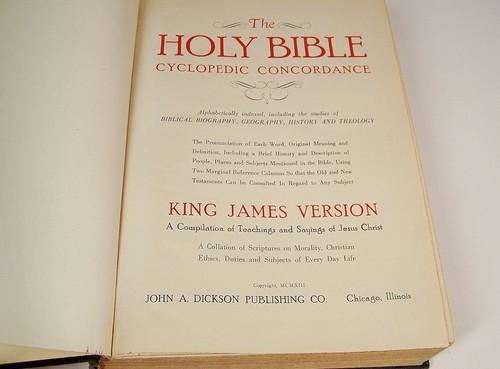 The
HOLY BIBLE
CYCLOPEDIC CONCORDANCE
Alphabetically indexed, including the studies of
BIBLICAL BIOGRAPHY, GEOGRAPHY, HISTORY AND THEOLOGY
The Pronunciation of Each Word, Original Meaning and
Definition, Including a Brief History and Description of
People, Places and Subjects Mentioned in the Bible, Using
Two Marginal Reference Columns So that the Old and New
Testaments Can be Consulted In Regard to Any Subject
KING JAMES VERSION
A Compilation of Teachings and Sayings of Jesus Christ
A Collation of Scriptures on Morality, Christian
Ethics, Duties and Subjects of Every Day Life
Copyright, MCMXIII
JOHN A. DICKSON PUBLISHING CO. Chicago, Illinois